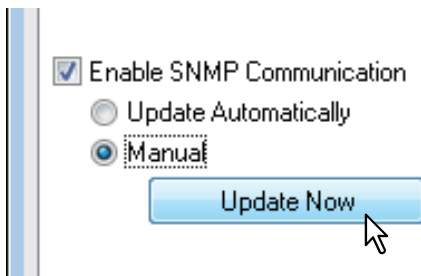 Enable SNMP Communication
Update Automatically
Manual
Update Now